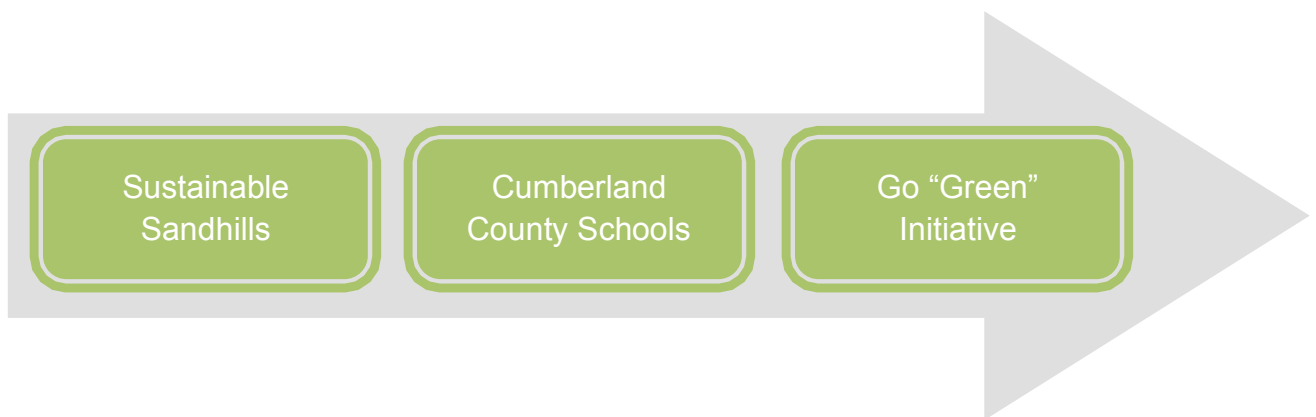 Sustainable
Sandhills
Cumberland
County Schools
Go “Green”
Initiative